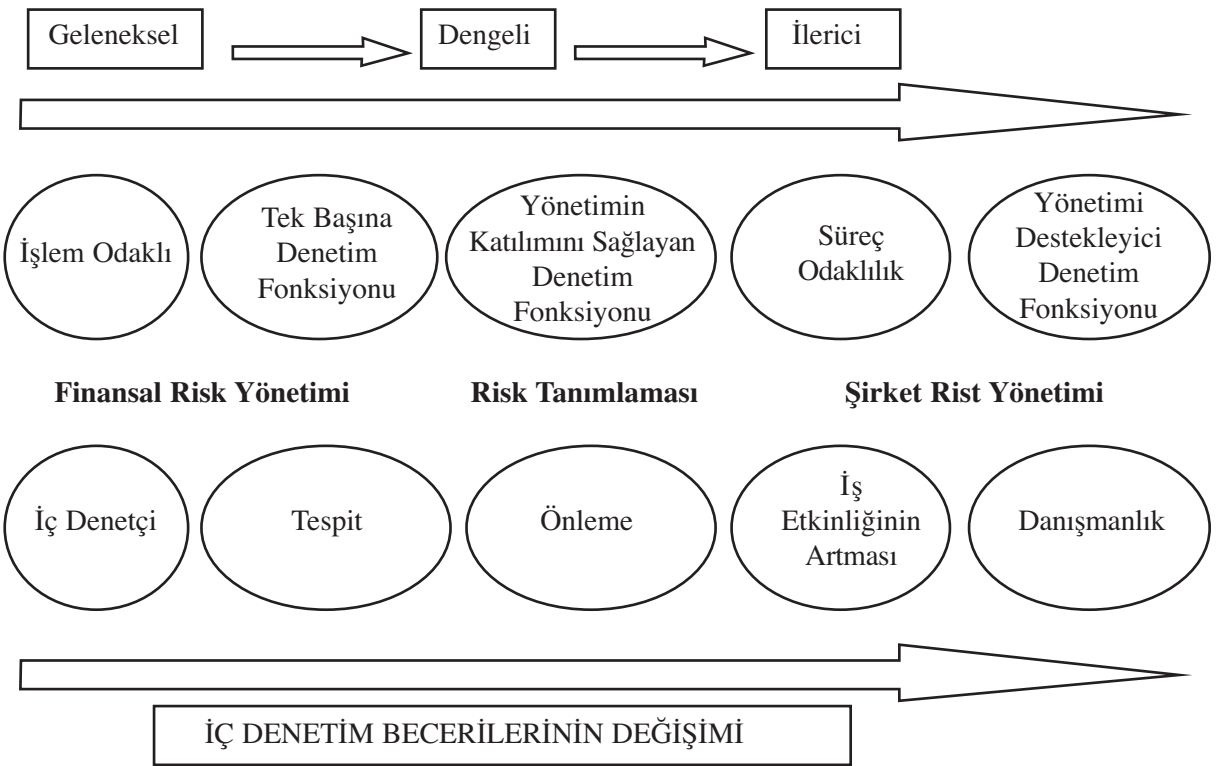 Geleneksel
Dengeli
İlerici
İşlem Odaklı
Tek Başına
Denetim
Fonksiyonu
Yönetimin
Katılımını Sağlayan
Denetim
Fonksiyonu
Süreç
Odaklılık
Yönetimi
Destekleyici
Denetim
Fonksiyonu
Finansal Risk Yönetimi
Risk Tanımlaması
Şirket Rist Yönetimi
İç Denetçi
Tespit
Önleme
İş
Etkinliğinin
Artması
Danışmanlık
İÇ DENETİM BECERİLERİNİN DEĞİŞİMİ